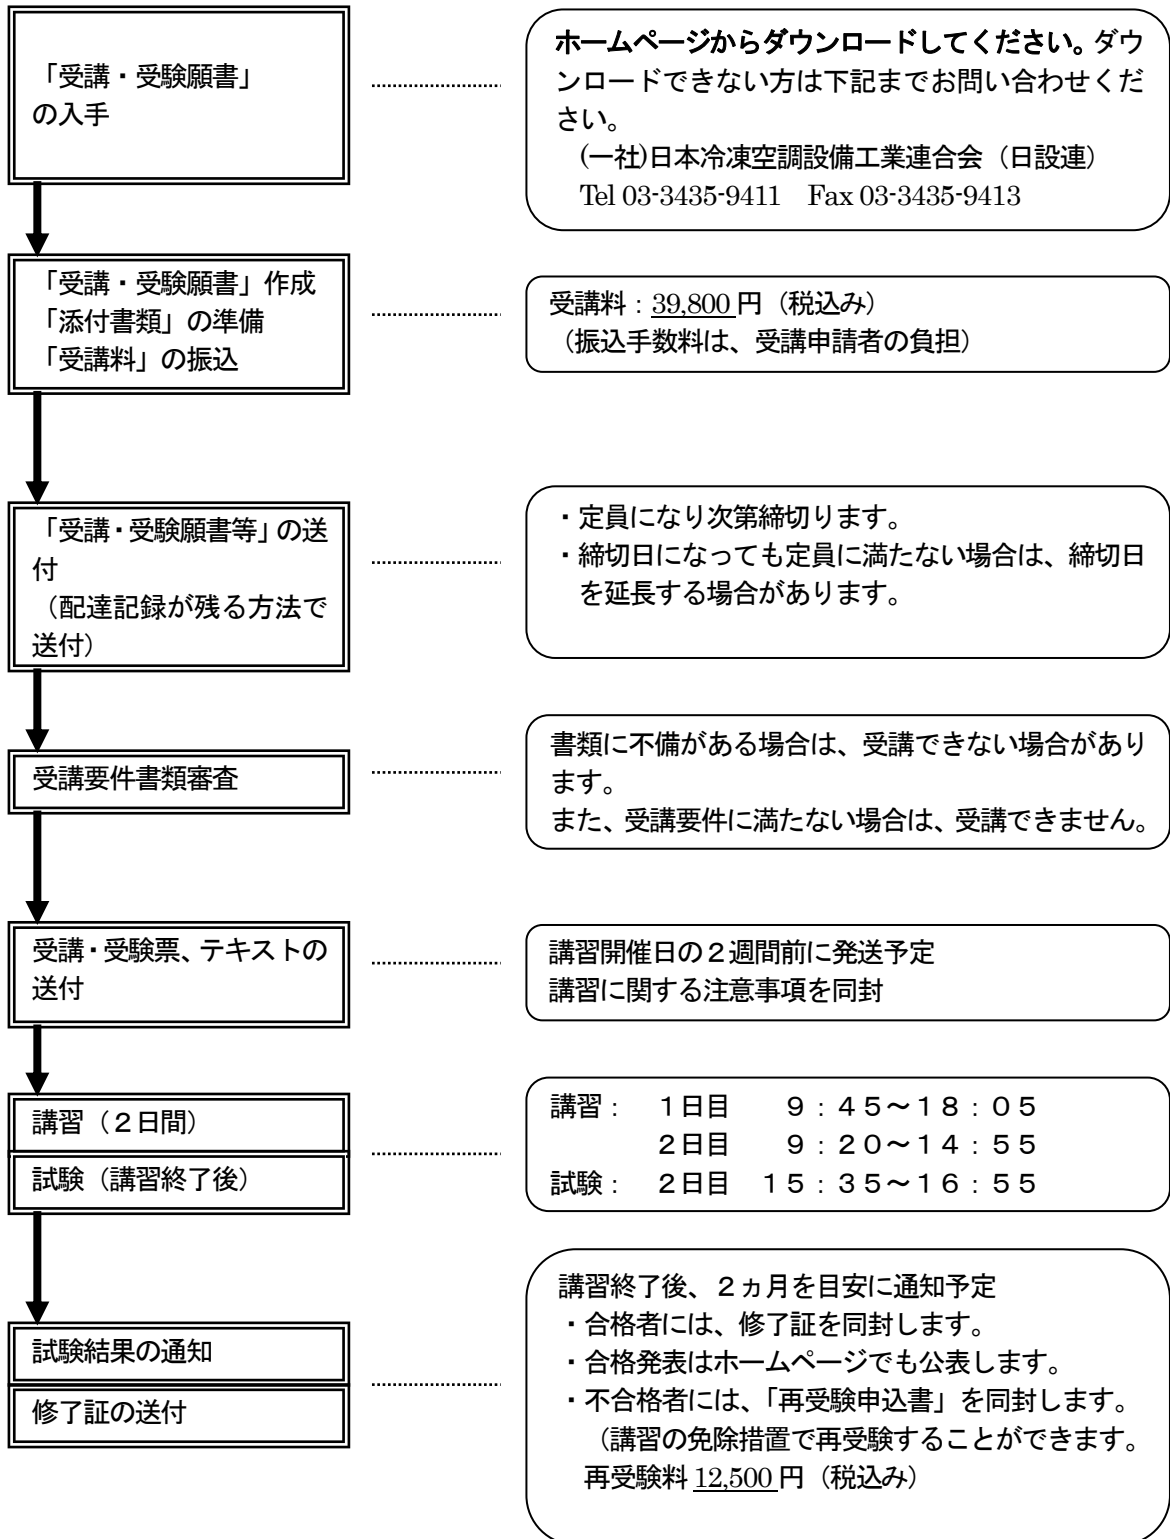 「受講・受験願書」
の入手
ホームページからダウンロードしてください。ダウ
ンロードできない方は下記までお問い合わせくだ
さい。
(一社)日本冷凍空調設備工業連合会（日設連）
Tel 03-3435-9411　Fax 03-3435-9413
「受講・受験願書」作成
「添付書類」の準備
「受講料」の振込
受講料：39,800 円（税込み）
（振込手数料は、受講申請者の負担）
「受講・受験願書等」の送
付
（配達記録が残る方法で
送付）
・定員になり次第締切ります。
・締切日になっても定員に満たない場合は、締切日
を延長する場合があります。
受講要件書類審査
書類に不備がある場合は、受講できない場合があり
ます。
また、受講要件に満たない場合は、受講できません。
受講・受験票、テキストの
送付
講習開催日の２週間前に発送予定
講習に関する注意事項を同封
講習（２日間）
試験（講習終了後）
講習：　１日目　　９：４５～１８：０５
２日目　　９：２０～１４：５５
試験：　２日目　１５：３５～１６：５５
試験結果の通知
修了証の送付
講習終了後、２ヵ月を目安に通知予定
・合格者には、修了証を同封します。
・合格発表はホームページでも公表します。
・不合格者には、「再受験申込書」を同封します。
（講習の免除措置で再受験することができます。
再受験料 12,500 円（税込み）